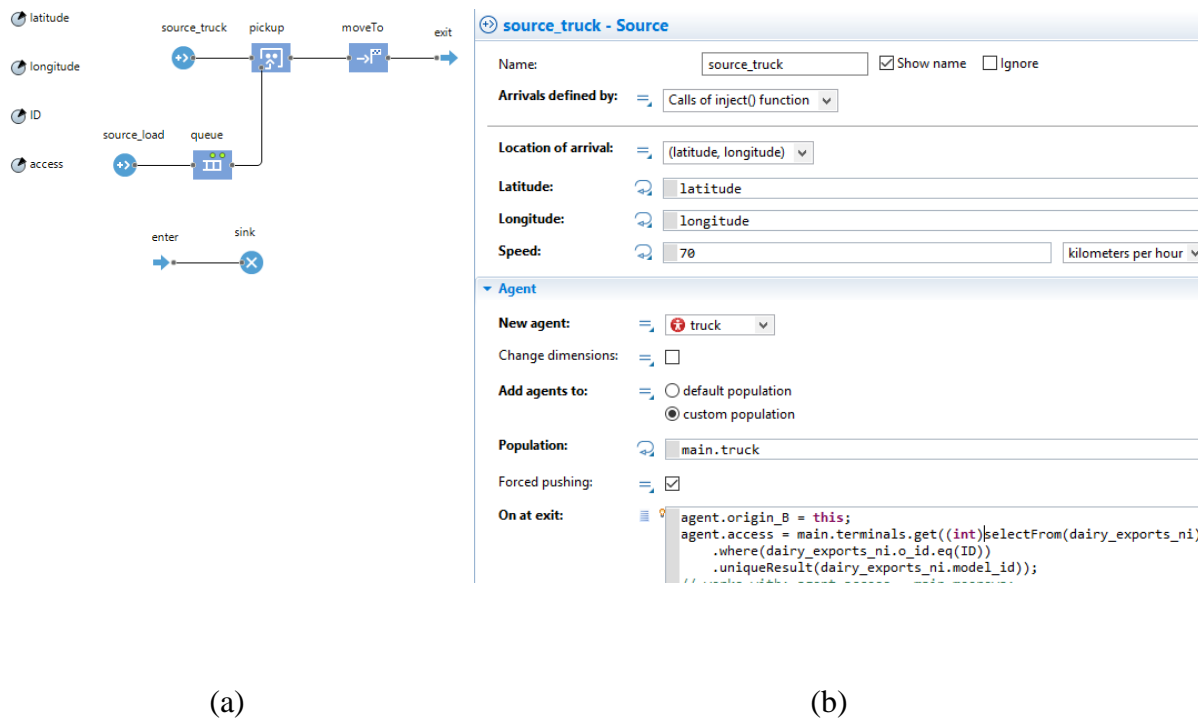 latitude
longitude
ID
access
source_truck
pickup
moveTo
exit
source_load
queue
enter
sink
source_truck - Source
Name: source_truck Show name Ignore
Arrivals defined by: Calls of inject() function
Location of arrival: (latitude, longitude)
Latitude: latitude
Longitude: longitude
Speed: 70 kilometers per hour
Agent
New agent: truck
Change dimensions:
Add agents to: default population
custom population
Population: main.truck
Forced pushing:
On at exit: agent.origin_B = this;
agent.access = main.terminals.get((int)selectFrom(dairy_exports_ni)
.where(dairy_exports_ni.o_id.eq(ID))
.uniqueResult(dairy_exports_ni.model_id));
(a) (b)